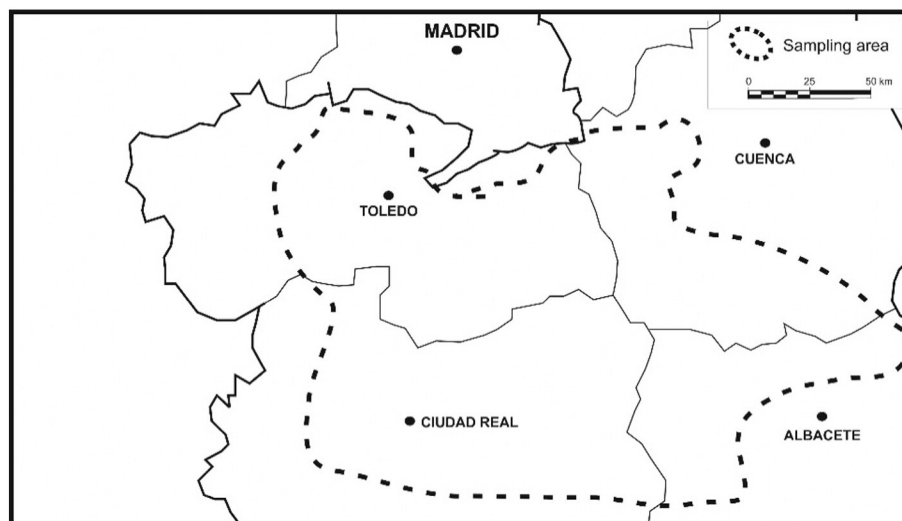 MADRID
Sampling area
0 25 50 km
CUENCA
TOLEDO
CIUDAD REAL
ALBACETE